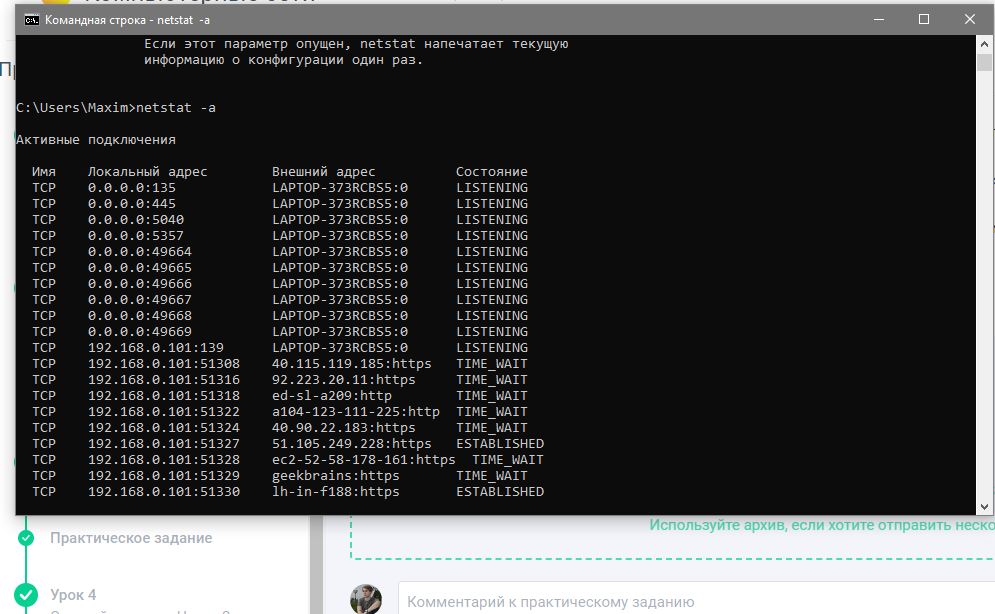 Командная строка - netstat -a
Если этот параметр опущен, netstat напечатает текущую
информацию о конфигурации один раз.
C:\Users\Maxim>netstat -a
Активные подключения
Имя Локальный адрес Внешний адрес Состояние
TCP 0.0.0.0:135 LAPTOP-373RCBS5:0 LISTENING
TCP 0.0.0.0:445 LAPTOP-373RCBS5:0 LISTENING
TCP 0.0.0.0:5040 LAPTOP-373RCBS5:0 LISTENING
TCP 0.0.0.0:5357 LAPTOP-373RCBS5:0 LISTENING
TCP 0.0.0.0:49664 LAPTOP-373RCBS5:0 LISTENING
TCP 0.0.0.0:49665 LAPTOP-373RCBS5:0 LISTENING
TCP 0.0.0.0:49666 LAPTOP-373RCBS5:0 LISTENING
TCP 0.0.0.0:49667 LAPTOP-373RCBS5:0 LISTENING
TCP 0.0.0.0:49668 LAPTOP-373RCBS5:0 LISTENING
TCP 0.0.0.0:49669 LAPTOP-373RCBS5:0 LISTENING
TCP 192.168.0.101:139 LAPTOP-373RCBS5:0 LISTENING
TCP 192.168.0.101:51308 40.115.119.185:https TIME_WAIT
TCP 192.168.0.101:51316 92.223.20.11:https TIME_WAIT
TCP 192.168.0.101:51318 ed-sl-a209:http TIME_WAIT
TCP 192.168.0.101:51322 a104-123-111-225:http TIME_WAIT
TCP 192.168.0.101:51324 40.90.22.183:https TIME_WAIT
TCP 192.168.0.101:51327 51.105.249.228:https ESTABLISHED
TCP 192.168.0.101:51328 ec2-52-58-178-161:https TIME_WAIT
TCP 192.168.0.101:51329 geekbrains:https TIME_WAIT
TCP 192.168.0.101:51330 lh-in-f188:https ESTABLISHED
Используйте архив, если хотите отправить неско
Практическое задание
Урок 4
Комментарий к практическому заданию